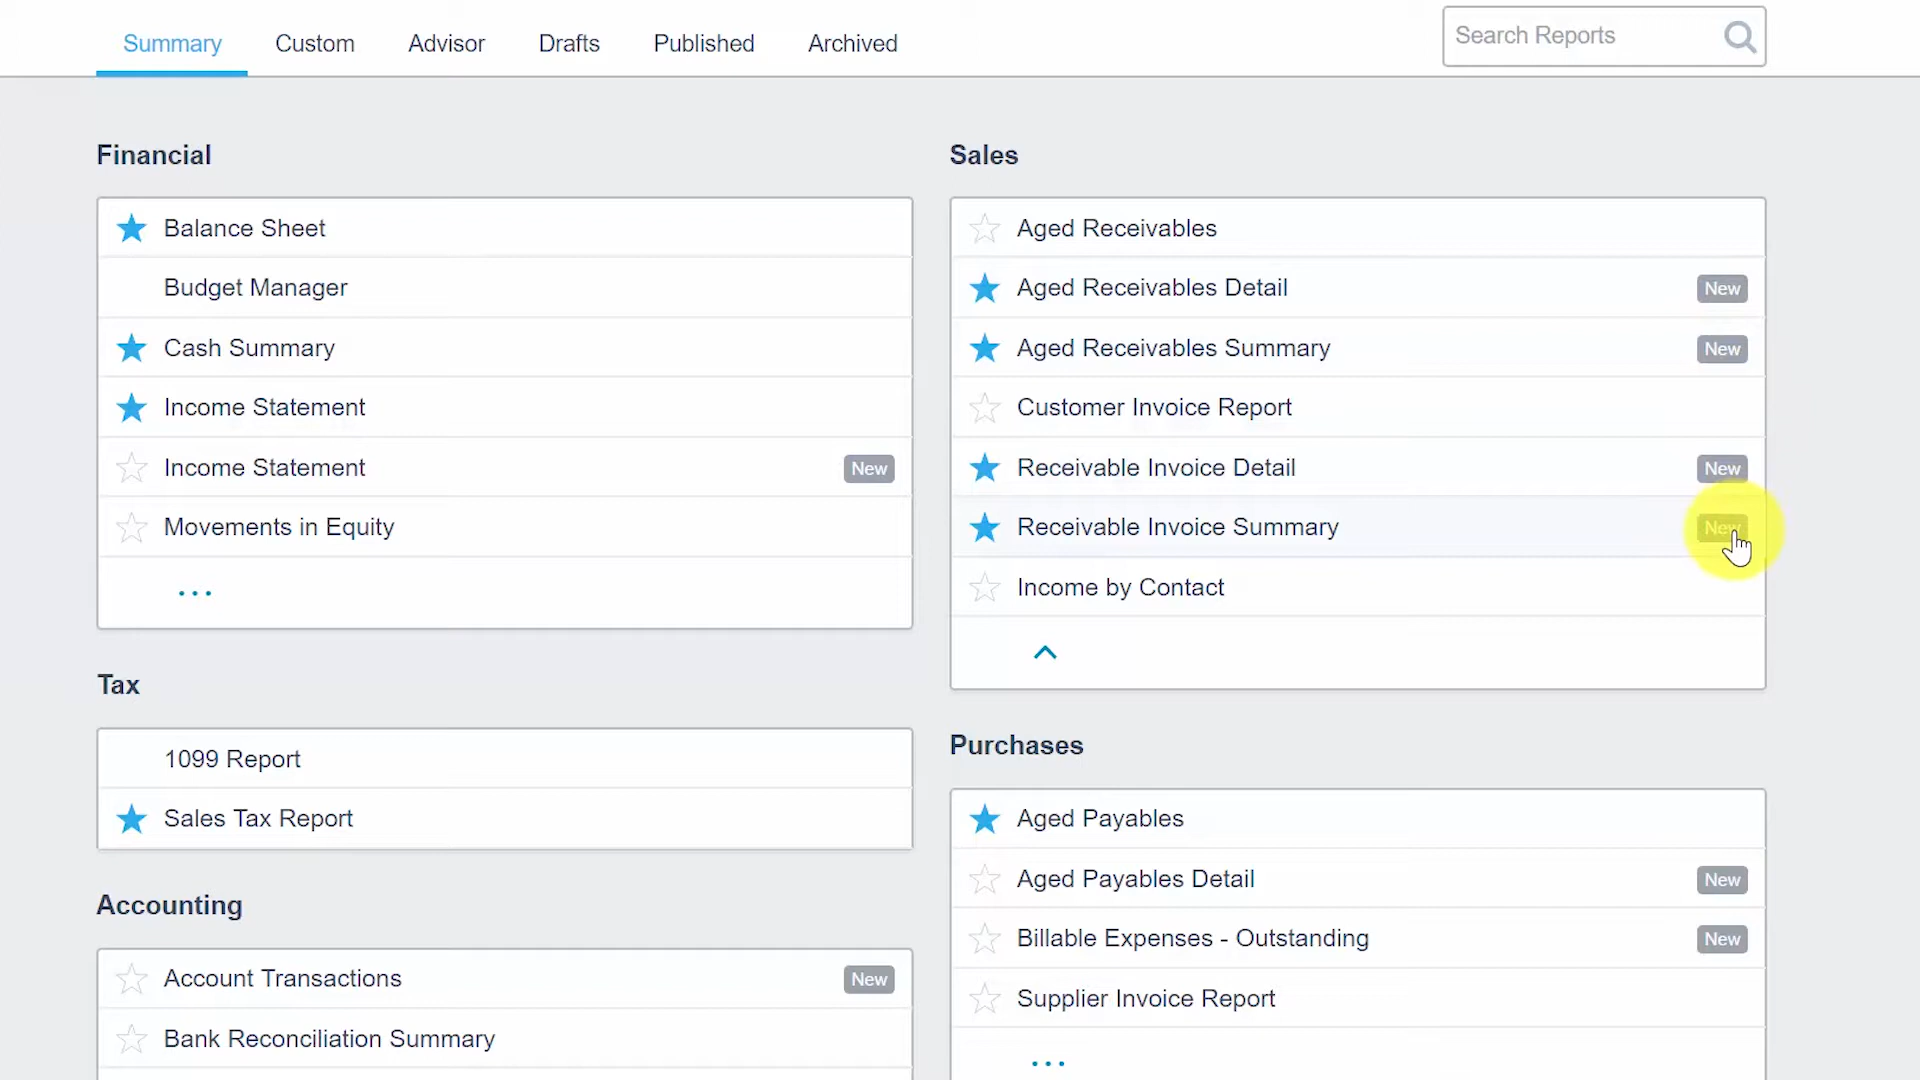 Summary
Custom
Advisor
Drafts
Published
Archived
Search Reports
Financial
Balance Sheet
Budget Manager
Cash Summary
Income Statement
Income Statement New
Movements in Equity
...
Tax
1099 Report
Sales Tax Report
Accounting
Account Transactions New
Bank Reconciliation Summary
Sales
Aged Receivables
Aged Receivables Detail New
Aged Receivables Summary New
Customer Invoice Report
Receivable Invoice Detail New
Receivable Invoice Summary New
Income by Contact
Purchases
Aged Payables
Aged Payables Detail New
Billable Expenses - Outstanding New
Supplier Invoice Report
...